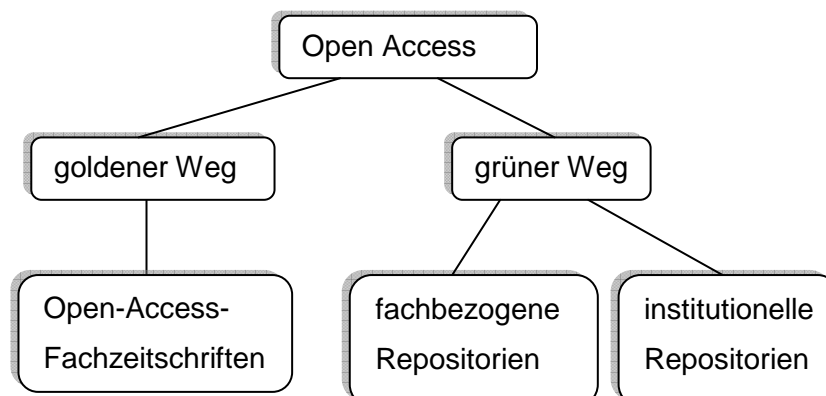 Open Access
goldener Weg
grüner Weg
Open-Access-
Fachzeitschriften
fachbezogene
Repositorien
institutionelle
Repositorien